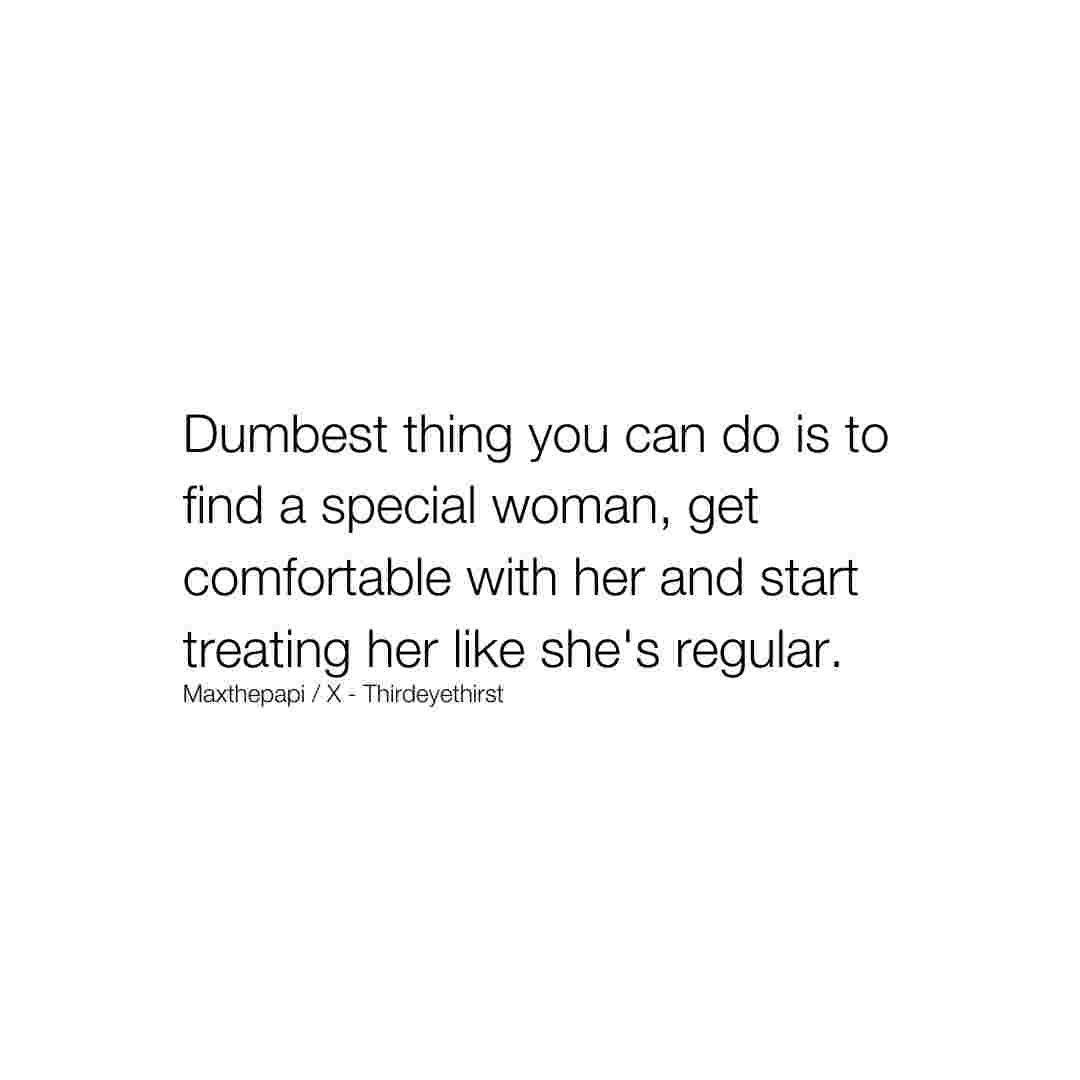 Dumbest thing you can do is to
find a special woman, get
comfortable with her and start
treating her like she's regular.
Maxthepapi / X - Thirdeyethirst